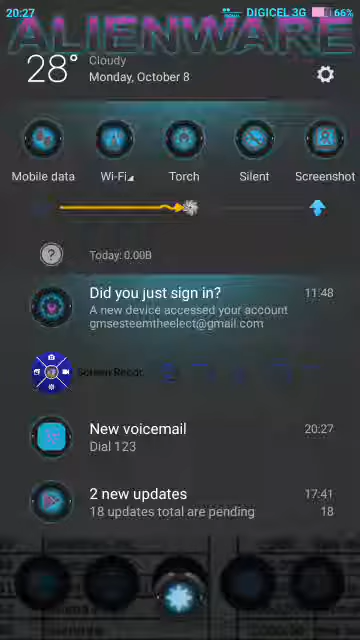 20:27 DIGICEL 3G 66%
ALIENWARE
28° Cloudy
Monday, October 8
Mobile data Wi-Fi Torch Silent Screenshot
? Today: 0.00B
Did you just sign in? 11:48
A new device accessed your account
gmsesteemtheelect@gmail.com
Screen Recor
New voicemail 20:27
Dial 123
2 new updates 17:41
18 updates total are pending 18